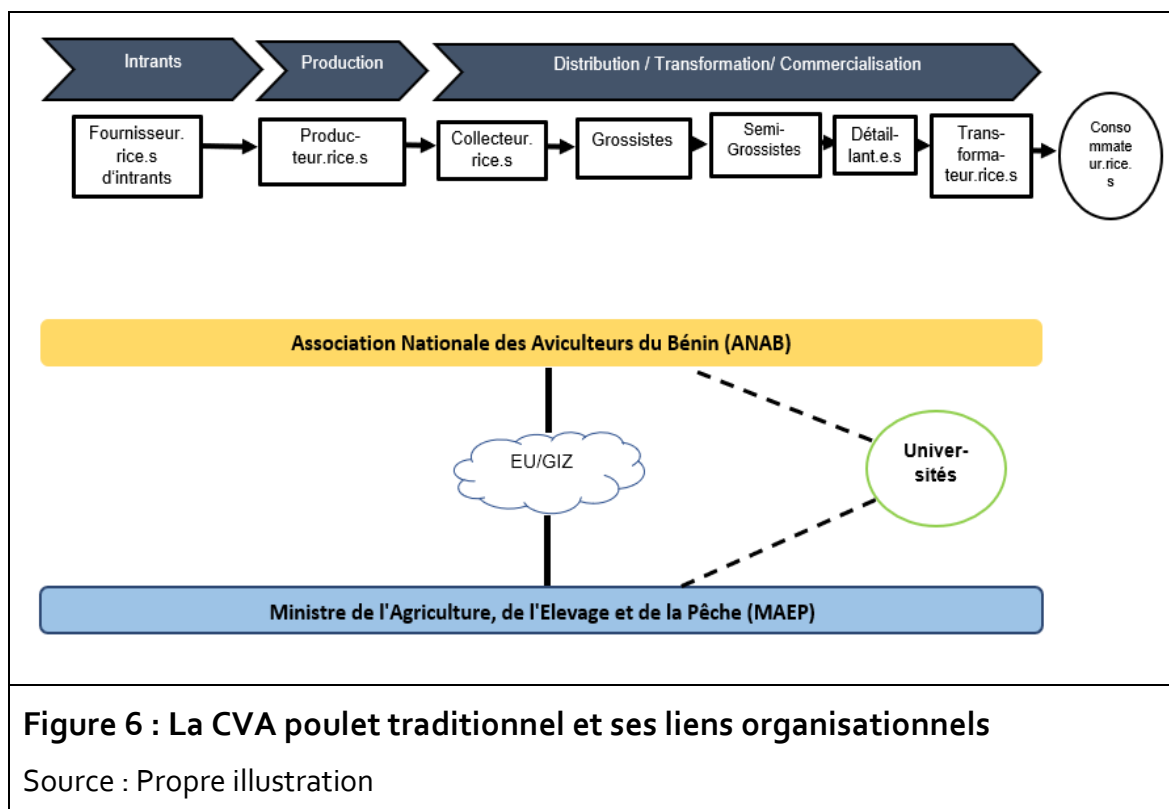 Intrants
Production
Distribution / Transformation/ Commercialisation
Fournisseur.
rice.s
d'intrants
Produc-
teur.rice.s
Collecteur.
rice.s
Grossistes
Semi-
Grossistes
Détail-
lant.e.s
Trans-
forma-
teur.rice.s
Conso
mmate
ur.rice.
s
Association Nationale des Aviculteurs du Bénin (ANAB)
EU/GIZ
Univer-
sités
Ministre de l'Agriculture, de l'Elevage et de la Pêche (MAEP)
Figure 6 : La CVA poulet traditionnel et ses liens organisationnels
Source : Propre illustration